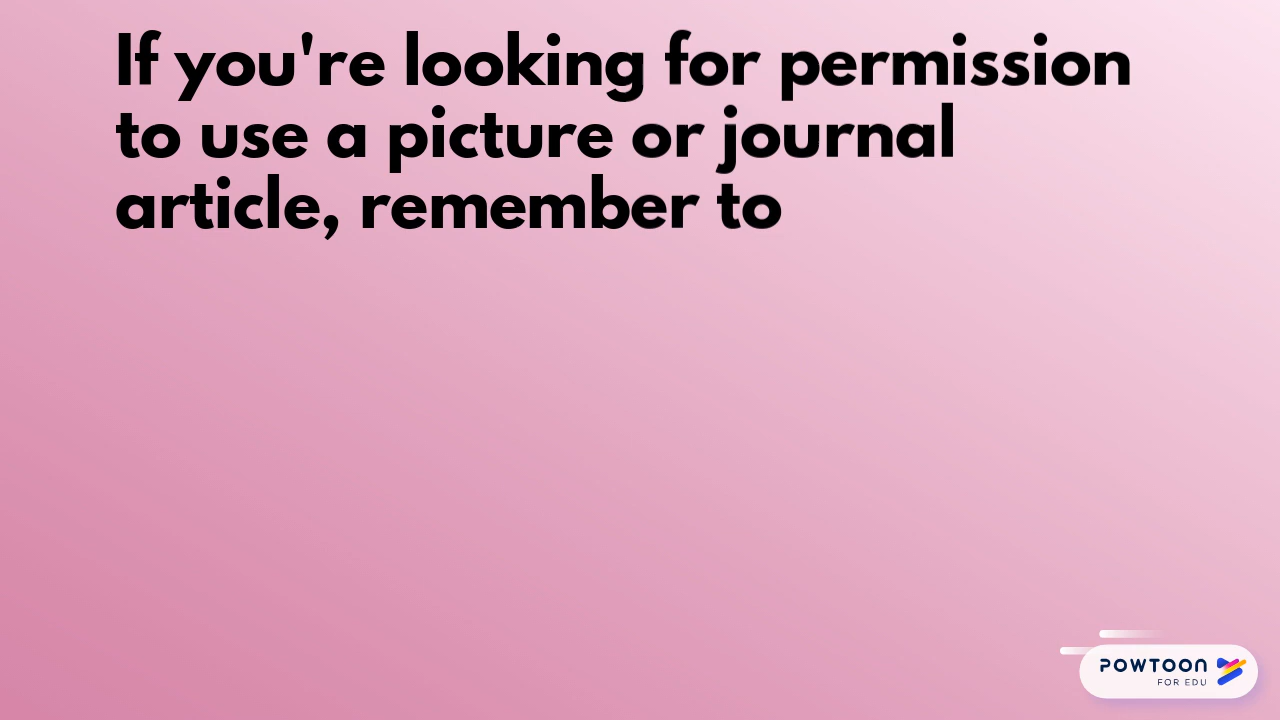 If you're looking for permission
to use a picture or journal
article, remember to
POWTOON
FOR EDU